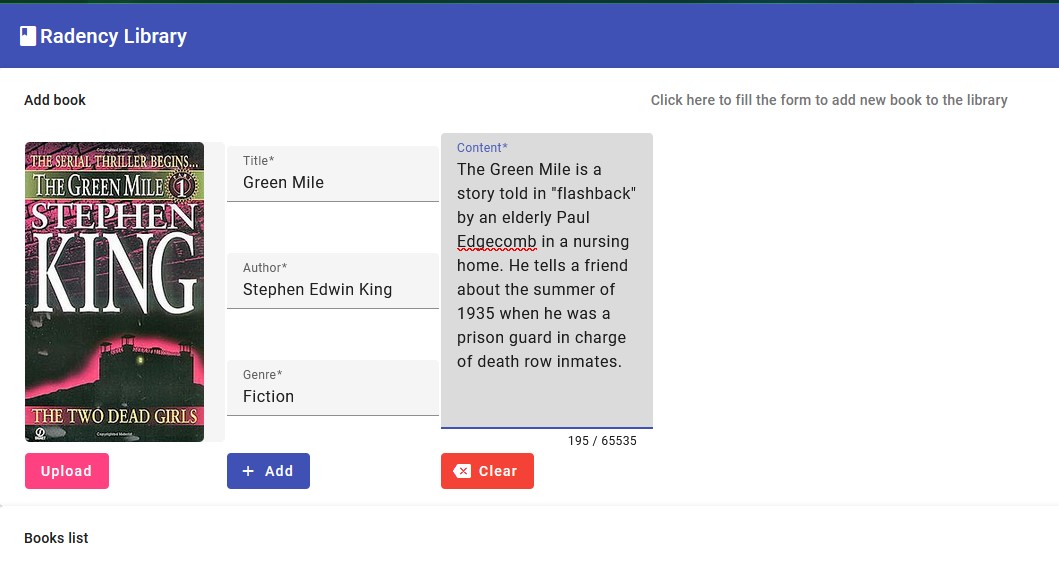 Radency Library
Add book
Click here to fill the form to add new book to the library
Copyrighted Material
THE SERIAL THRILLER BEGINS...
THE GREEN MILE 1
STEPHEN
KING
THE TWO DEAD GIRLS
SIGNET
Copyrighted Material
Title*
Green Mile
Author*
Stephen Edwin King
Genre*
Fiction
Content*
The Green Mile is a
story told in "flashback"
by an elderly Paul
Edgecomb in a nursing
home. He tells a friend
about the summer of
1935 when he was a
prison guard in charge
of death row inmates.
195 / 65535
Upload
+ Add
Clear
Books list